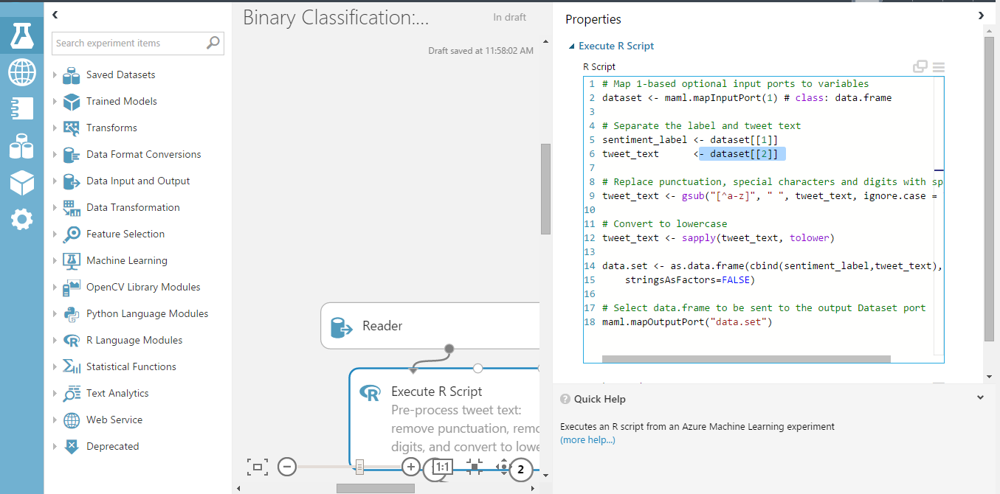 Search experiment items
Saved Datasets
Trained Models
Transforms
Data Format Conversions
Data Input and Output
Data Transformation
Feature Selection
Machine Learning
OpenCV Library Modules
Python Language Modules
R Language Modules
Statistical Functions
Text Analytics
Web Service
Deprecated
Binary Classification:...
In draft
Draft saved at 11:58:02 AM
Reader
Execute R Script
Pre-process tweet text:
remove punctuation, remo
digits, and convert to lowe
1:1
2
Properties
Execute R Script
R Script
1 # Map 1-based optional input ports to variables
2 dataset <- maml.mapInputPort(1) # class: data.frame
3
4 # Separate the label and tweet text
5 sentiment_label <- dataset[[1]]
6 tweet_text      <- dataset[[2]]
7
8 # Replace punctuation, special characters and digits with sp
9 tweet_text <- gsub("[^a-z]", " ", tweet_text, ignore.case =
10
11 # Convert to lowercase
12 tweet_text <- sapply(tweet_text, tolower)
13
14 data.set <- as.data.frame(cbind(sentiment_label,tweet_text),
15     stringsAsFactors=FALSE)
16
17 # Select data.frame to be sent to the output Dataset port
18 maml.mapOutputPort("data.set")
? Quick Help
Executes an R script from an Azure Machine Learning experiment
(more help...)